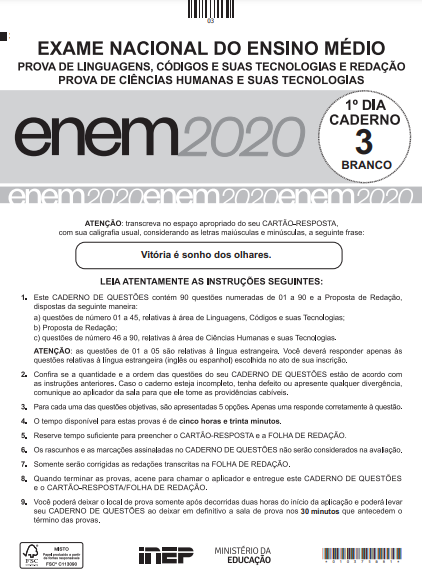 03
EXAME NACIONAL DO ENSINO MÉDIO
PROVA DE LINGUAGENS, CÓDIGOS E SUAS TECNOLOGIAS E REDAÇÃO
PROVA DE CIÊNCIAS HUMANAS E SUAS TECNOLOGIAS
enem2020
1º DIA
CADERNO
3
BRANCO
enem2020enem2020enem2020
ATENÇÃO: transcreva no espaço apropriado do seu CARTÃO-RESPOSTA,
com sua caligrafia usual, considerando as letras maiúsculas e minúsculas, a seguinte frase:
Vitória é sonho dos olhares.
LEIA ATENTAMENTE AS INSTRUÇÕES SEGUINTES:
1. Este CADERNO DE QUESTÕES contém 90 questões numeradas de 01 a 90 e a Proposta de Redação,
dispostas da seguinte maneira:
a) questões de número 01 a 45, relativas à área de Linguagens, Códigos e suas Tecnologias;
b) Proposta de Redação;
c) questões de número 46 a 90, relativas à área de Ciências Humanas e suas Tecnologias.
ATENÇÃO: as questões de 01 a 05 são relativas à língua estrangeira. Você deverá responder apenas às
questões relativas à língua estrangeira (inglês ou espanhol) escolhida no ato de sua inscrição.
2. Confira se a quantidade e a ordem das questões do seu CADERNO DE QUESTÕES estão de acordo com
as instruções anteriores. Caso o caderno esteja incompleto, tenha defeito ou apresente qualquer divergência,
comunique ao aplicador da sala para que ele tome as providências cabíveis.
3. Para cada uma das questões objetivas, são apresentadas 5 opções. Apenas uma responde corretamente à questão.
4. O tempo disponível para estas provas é de cinco horas e trinta minutos.
5. Reserve tempo suficiente para preencher o CARTÃO-RESPOSTA e a FOLHA DE REDAÇÃO.
6. Os rascunhos e as marcações assinaladas no CADERNO DE QUESTÕES não serão considerados na avaliação.
7. Somente serão corrigidas as redações transcritas na FOLHA DE REDAÇÃO.
8. Quando terminar as provas, acene para chamar o aplicador e entregue este CADERNO DE QUESTÕES
e o CARTÃO-RESPOSTA/FOLHA DE REDAÇÃO.
9. Você poderá deixar o local de prova somente após decorridas duas horas do início da aplicação e poderá levar
seu CADERNO DE QUESTÕES ao deixar em definitivo a sala de prova nos 30 minutos que antecedem o
término das provas.
FSC
MISTO
Papel produzido a partir
de fontes responsáveis
FSC® C113000
INEP
MINISTÉRIO DA
EDUCAÇÃO